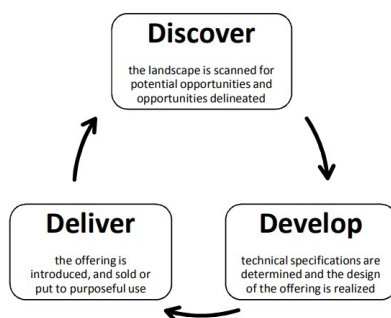 Discover
the landscape is scanned for
potential opportunities and
opportunities delineated
Deliver
the offering is
introduced, and sold or
put to purposeful use
Develop
technical specifications are
determined and the design
of the offering is realized